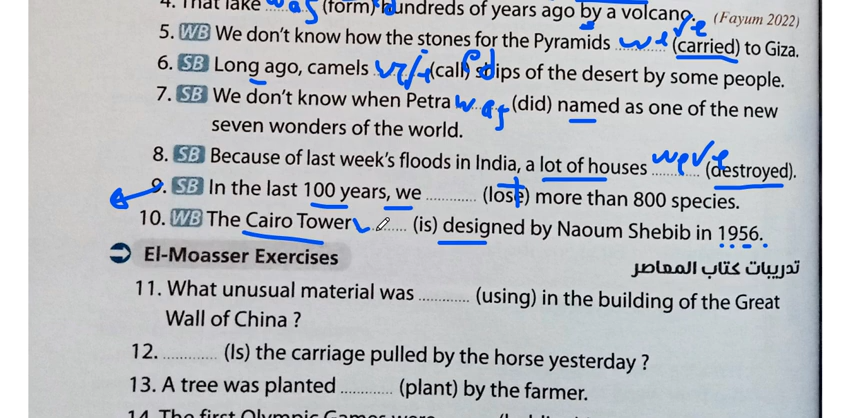 4. That lake was (form) hundreds of years ago by a volcano. (Fayum 2022)
5. WB We don't know how the stones for the Pyramids were (carried) to Giza.
6. SB Long ago, camels ............ (call) ships of the desert by some people.
7. SB We don't know when Petra was (did) named as one of the new
seven wonders of the world.
8. SB Because of last week's floods in India, a lot of houses were (destroyed).
9. SB In the last 100 years, we ............ (lose) more than 800 species.
10. WB The Cairo Tower ............ (is) designed by Naoum Shebib in 1956.
El-Moasser Exercises تدريبات كتاب المعاصر
11. What unusual material was ............ (using) in the building of the Great
Wall of China ?
12. ............ (Is) the carriage pulled by the horse yesterday ?
13. A tree was planted ............ (plant) by the farmer.
14. The first Olympic Games were